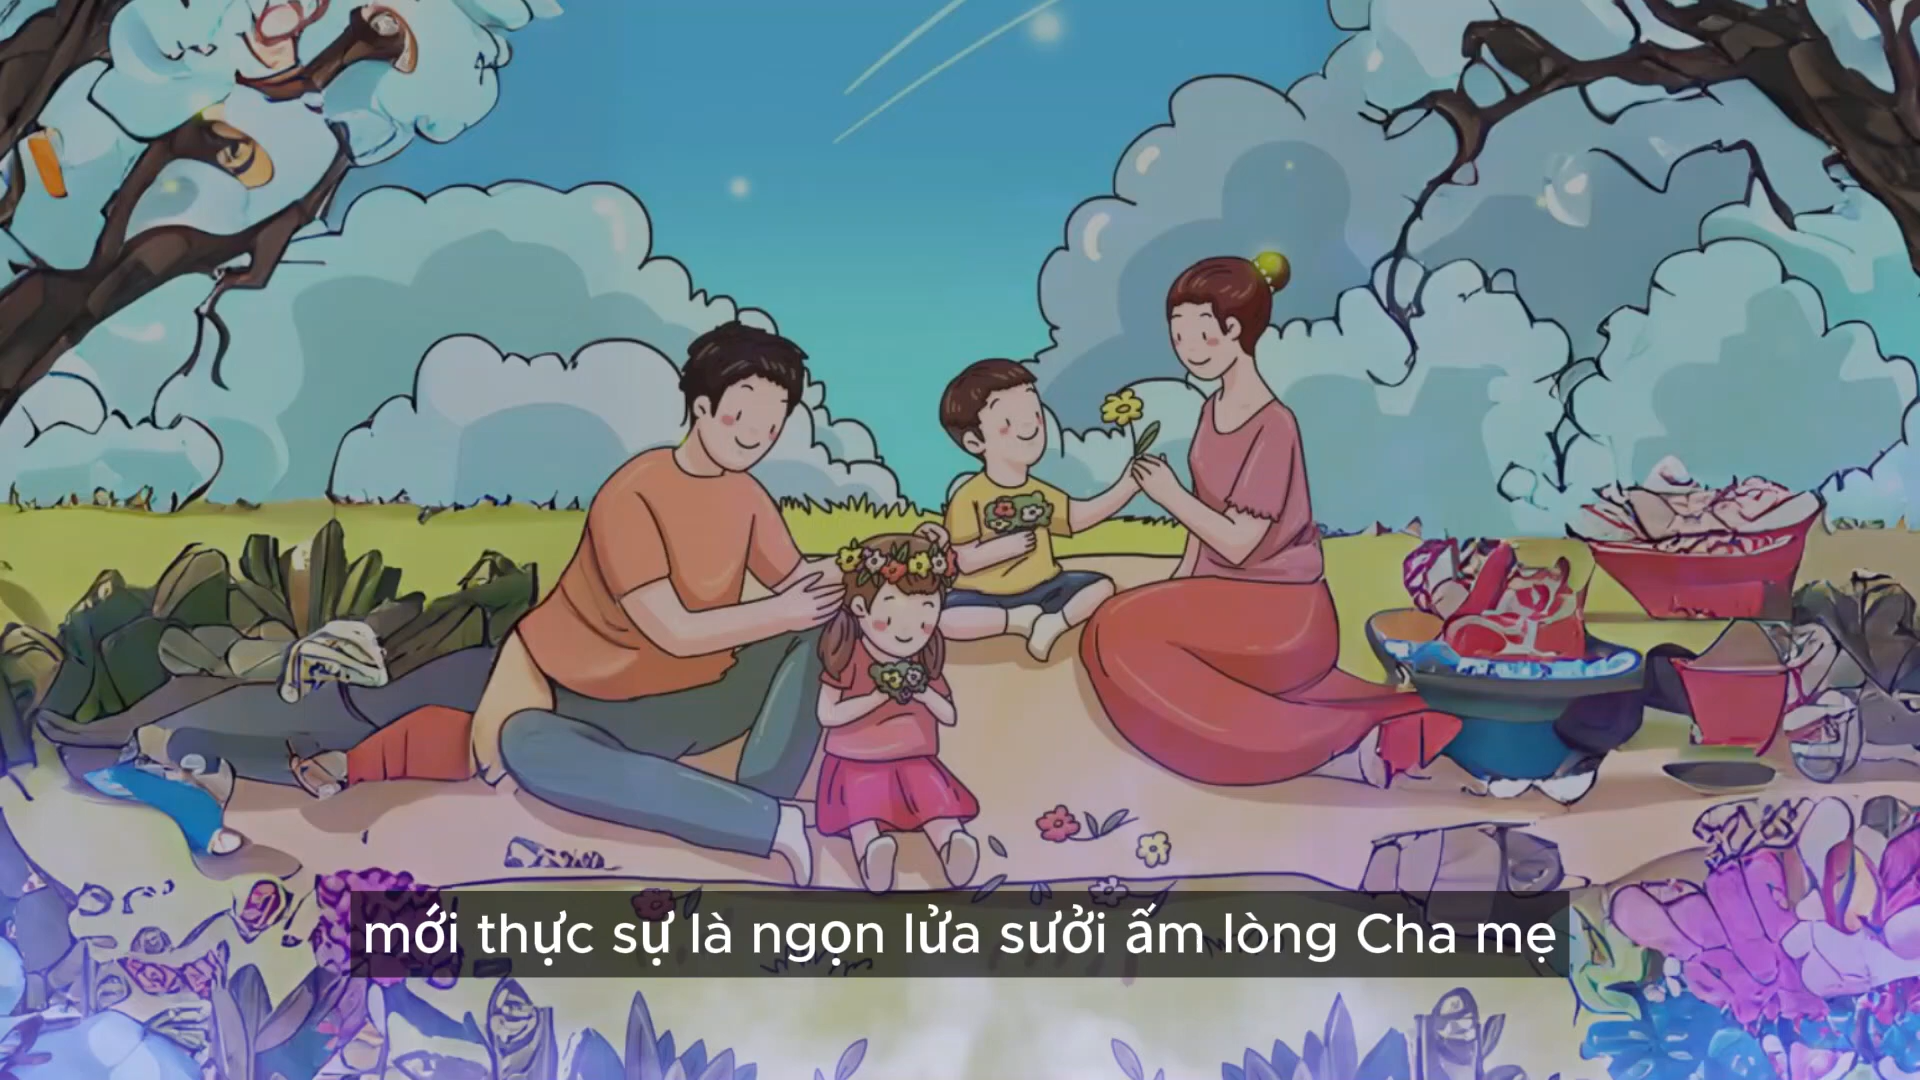 mới thực sự là ngọn lửa sưởi ấm lòng Cha mẹ